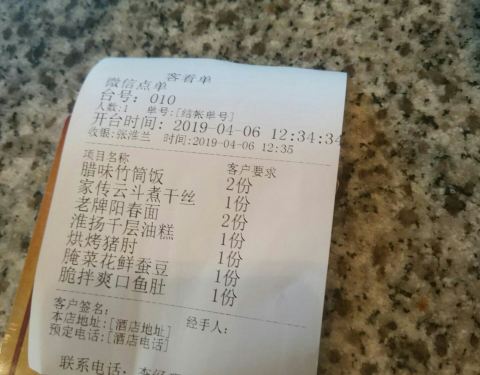 客看单
微信点单
台号: 010
人数:1 单号:[结帐单号]
开台时间: 2019-04-06 12:34:34
收银:张淮兰 时间:2019-04-06 12:35
项目名称 客户要求
腊味竹筒饭 2份
家传云斗煮干丝 1份
老牌阳春面 2份
淮扬千层油糕 1份
烘烤猪肘 1份
腌菜花鲜蚕豆 1份
脆拌爽口鱼肚 1份
客户签名: 经手人:
本店地址:[酒店地址]
预定电话:[酒店电话]
联系电话: